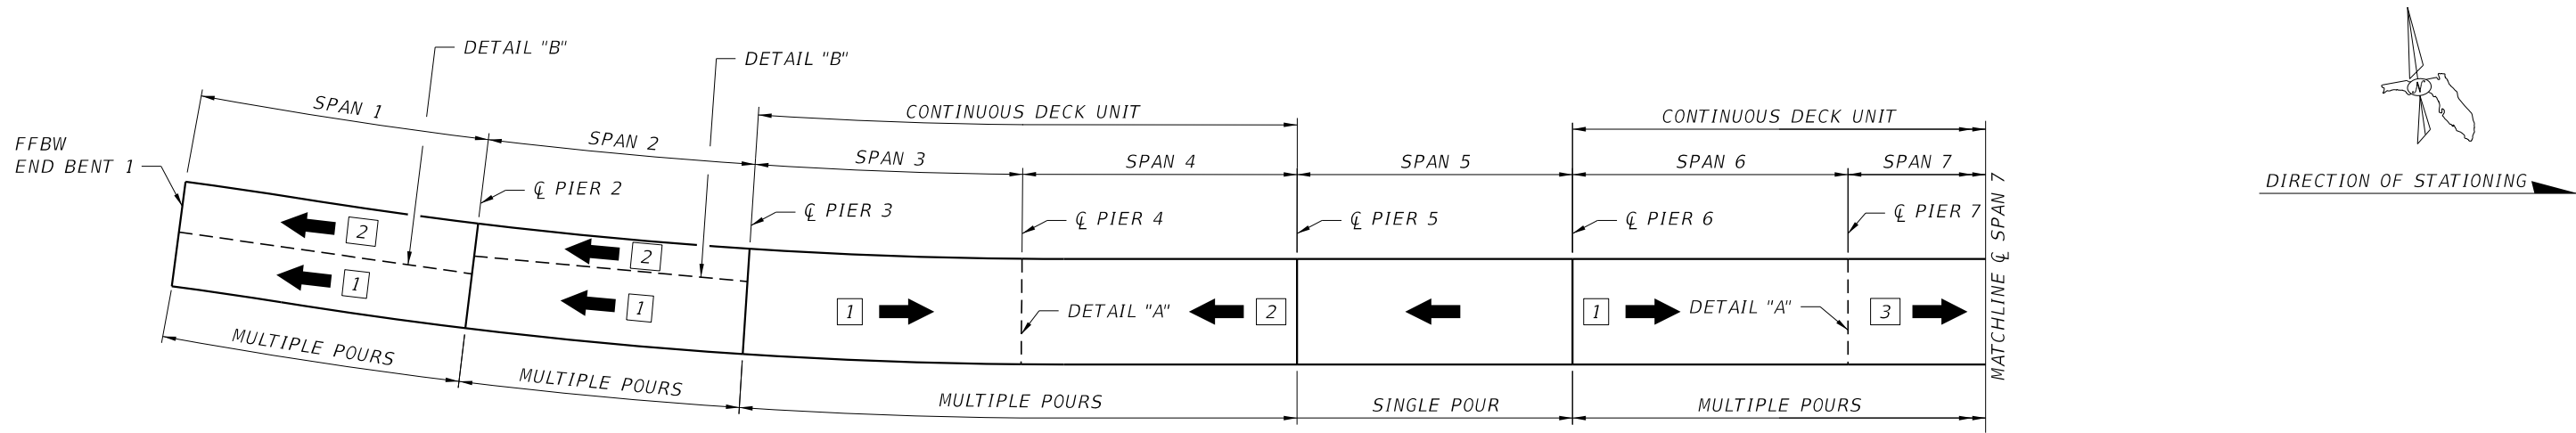 DETAIL "B"
DETAIL "B"
SPAN 1
CONTINUOUS DECK UNIT
CONTINUOUS DECK UNIT
FFBW
END BENT 1
SPAN 2
SPAN 3
SPAN 4
SPAN 5
SPAN 6
SPAN 7
N
DIRECTION OF STATIONING
℄ PIER 2
℄ PIER 3
℄ PIER 4
℄ PIER 5
℄ PIER 6
℄ PIER 7
2
2
1
1
1
DETAIL "A"
2
1
DETAIL "A"
3
MATCHLINE ℄ SPAN 7
MULTIPLE POURS
MULTIPLE POURS
MULTIPLE POURS
SINGLE POUR
MULTIPLE POURS